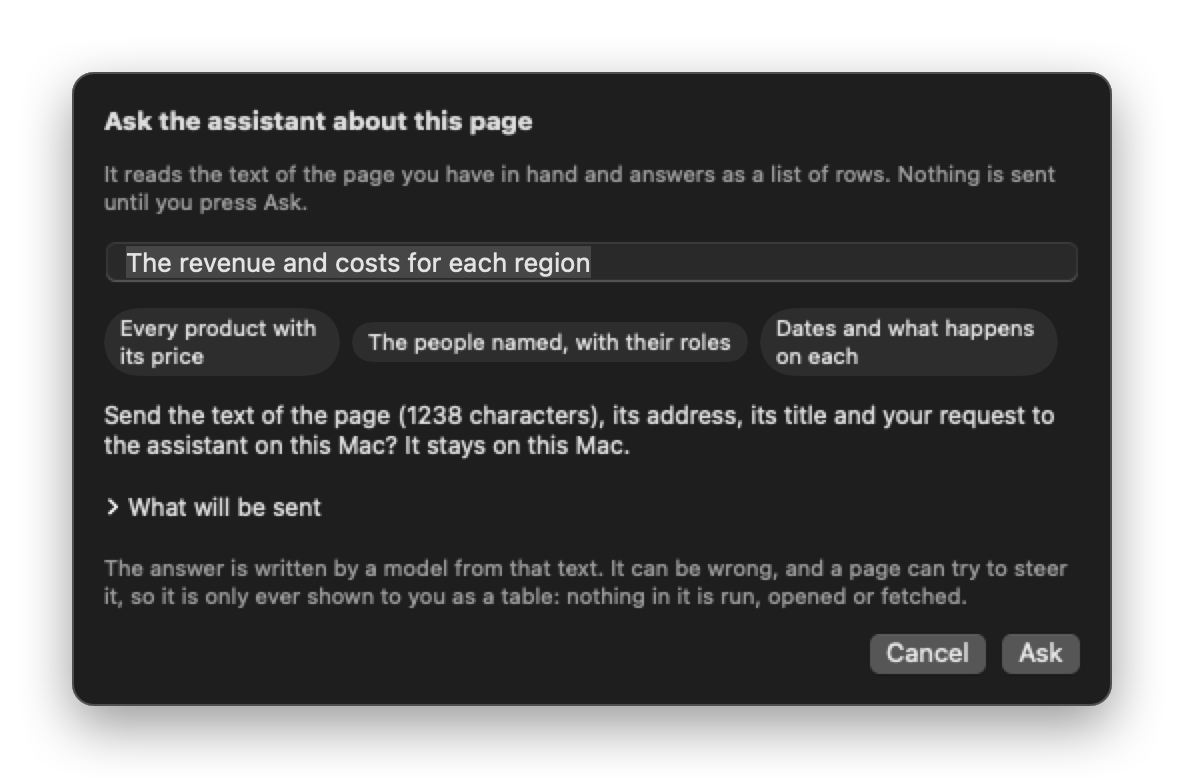 Ask the assistant about this page
It reads the text of the page you have in hand and answers as a list of rows. Nothing is sent
until you press Ask.
The revenue and costs for each region
Every product with
its price
The people named, with their roles
Dates and what happens
on each
Send the text of the page (1238 characters), its address, its title and your request to
the assistant on this Mac? It stays on this Mac.
> What will be sent
The answer is written by a model from that text. It can be wrong, and a page can try to steer
it, so it is only ever shown to you as a table: nothing in it is run, opened or fetched.
Cancel
Ask